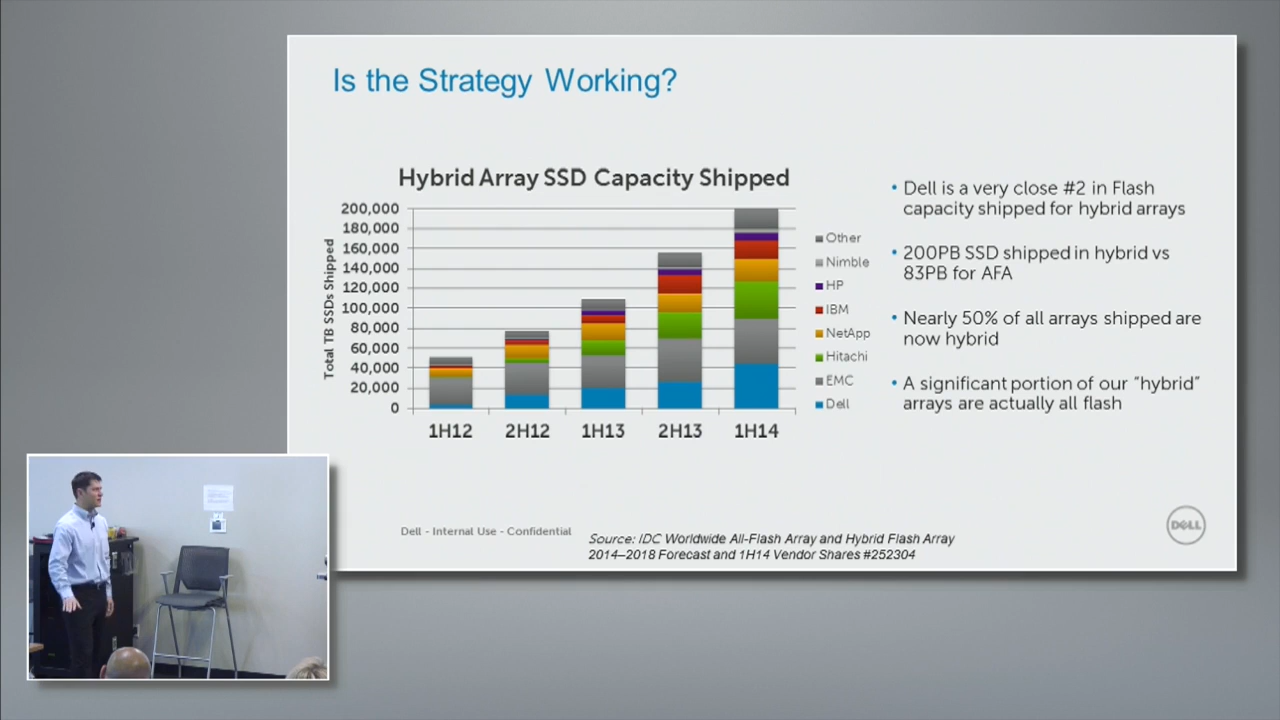 Is the Strategy Working?
Hybrid Array SSD Capacity Shipped
Total TB SSDs Shipped
200,000
180,000
160,000
140,000
120,000
100,000
80,000
60,000
40,000
20,000
0
1H12 2H12 1H13 2H13 1H14
Other
Nimble
HP
IBM
NetApp
Hitachi
EMC
Dell
• Dell is a very close #2 in Flash
capacity shipped for hybrid arrays
• 200PB SSD shipped in hybrid vs
83PB for AFA
• Nearly 50% of all arrays shipped are
now hybrid
• A significant portion of our "hybrid"
arrays are actually all flash
Dell - Internal Use - Confidential
Source: IDC Worldwide All-Flash Array and Hybrid Flash Array
2014–2018 Forecast and 1H14 Vendor Shares #252304
DELL